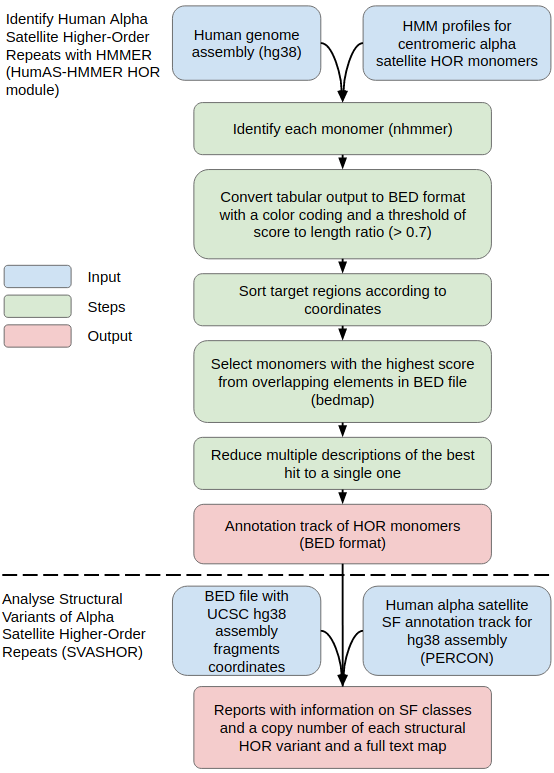 Identify Human Alpha
Satellite Higher-Order
Repeats with HMMER
(HumAS-HMMER HOR
module)
Human genome
assembly (hg38)
HMM profiles for
centromeric alpha
satellite HOR monomers
Identify each monomer (nhmmer)
Convert tabular output to BED format
with a color coding and a threshold of
score to length ratio (> 0.7)
Sort target regions according to
coordinates
Input
Steps
Output
Select monomers with the highest score
from overlapping elements in BED file
(bedmap)
Reduce multiple descriptions of the best
hit to a single one
Annotation track of HOR monomers
(BED format)
Analyse Structural
Variants of Alpha
Satellite Higher-Order
Repeats (SVASHOR)
BED file with
UCSC hg38
assembly
fragments
coordinates
Human alpha satellite
SF annotation track for
hg38 assembly
(PERCON)
Reports with information on SF classes
and a copy number of each structural
HOR variant and a full text map